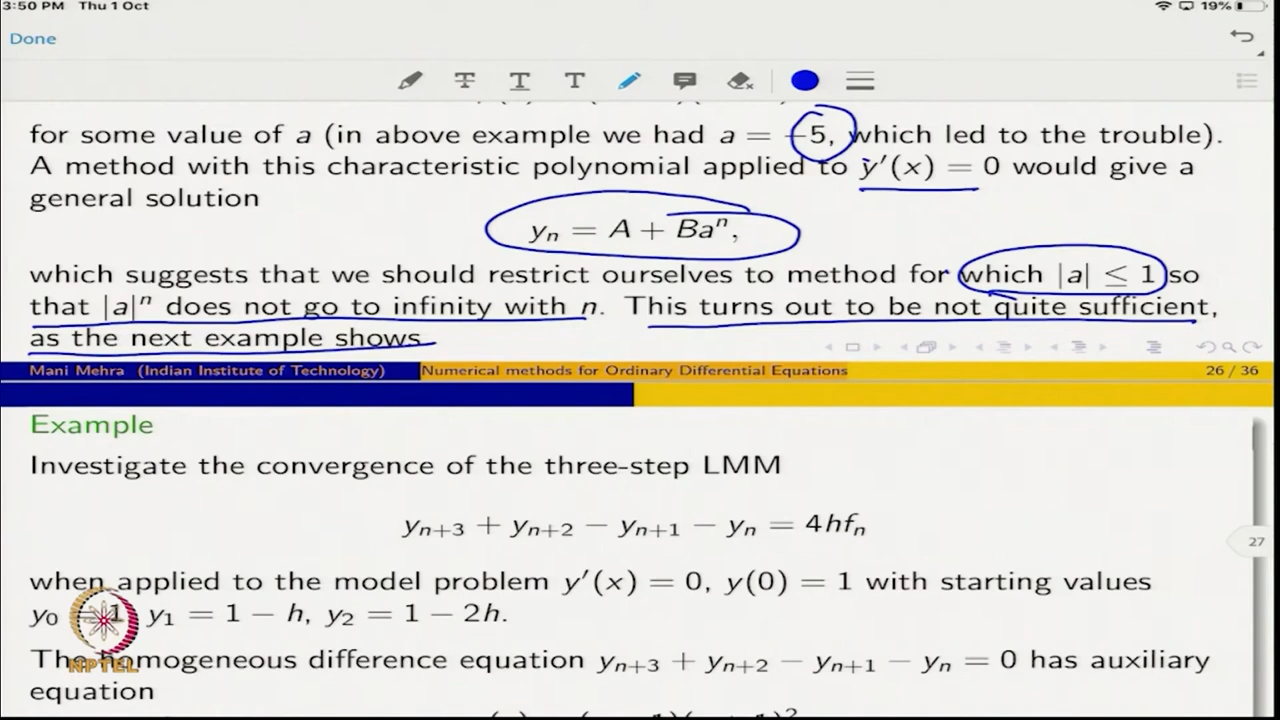 3:50 PM Thu 1 Oct
19%
Done
for some value of a (in above example we had a = −5, which led to the trouble).
A method with this characteristic polynomial applied to y′(x) = 0 would give a
general solution
yₙ = A + Baⁿ,
which suggests that we should restrict ourselves to method for which |a| ≤ 1 so
that |a|ⁿ does not go to infinity with n. This turns out to be not quite sufficient,
as the next example shows
Mani Mehra (Indian Institute of Technology) Numerical methods for Ordinary Differential Equations 26 / 36
Example
Investigate the convergence of the three-step LMM
yₙ₊₃ + yₙ₊₂ − yₙ₊₁ − yₙ = 4hfₙ
27
when applied to the model problem y′(x) = 0, y(0) = 1 with starting values
y₀ = 1, y₁ = 1 − h, y₂ = 1 − 2h.
The homogeneous difference equation yₙ₊₃ + yₙ₊₂ − yₙ₊₁ − yₙ = 0 has auxiliary
NPTEL
equation